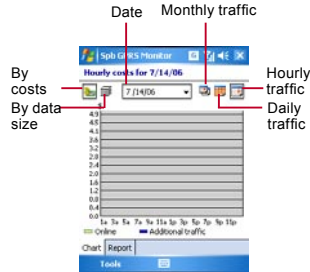 Date Monthly traffic
Spb GPRS Monitor
Hourly costs for 7/14/06
By costs
By data size
7 /14/06
Hourly traffic
Daily traffic
4.9
4.5
4.1
3.6
3.2
2.8
2.4
2.0
1.6
1.2
0.8
0.4
0.0
1a 3a 5a 7a 9a 11a 1p 3p 5p 7p 9p 11p
Online Additional traffic
Chart Report
Tools